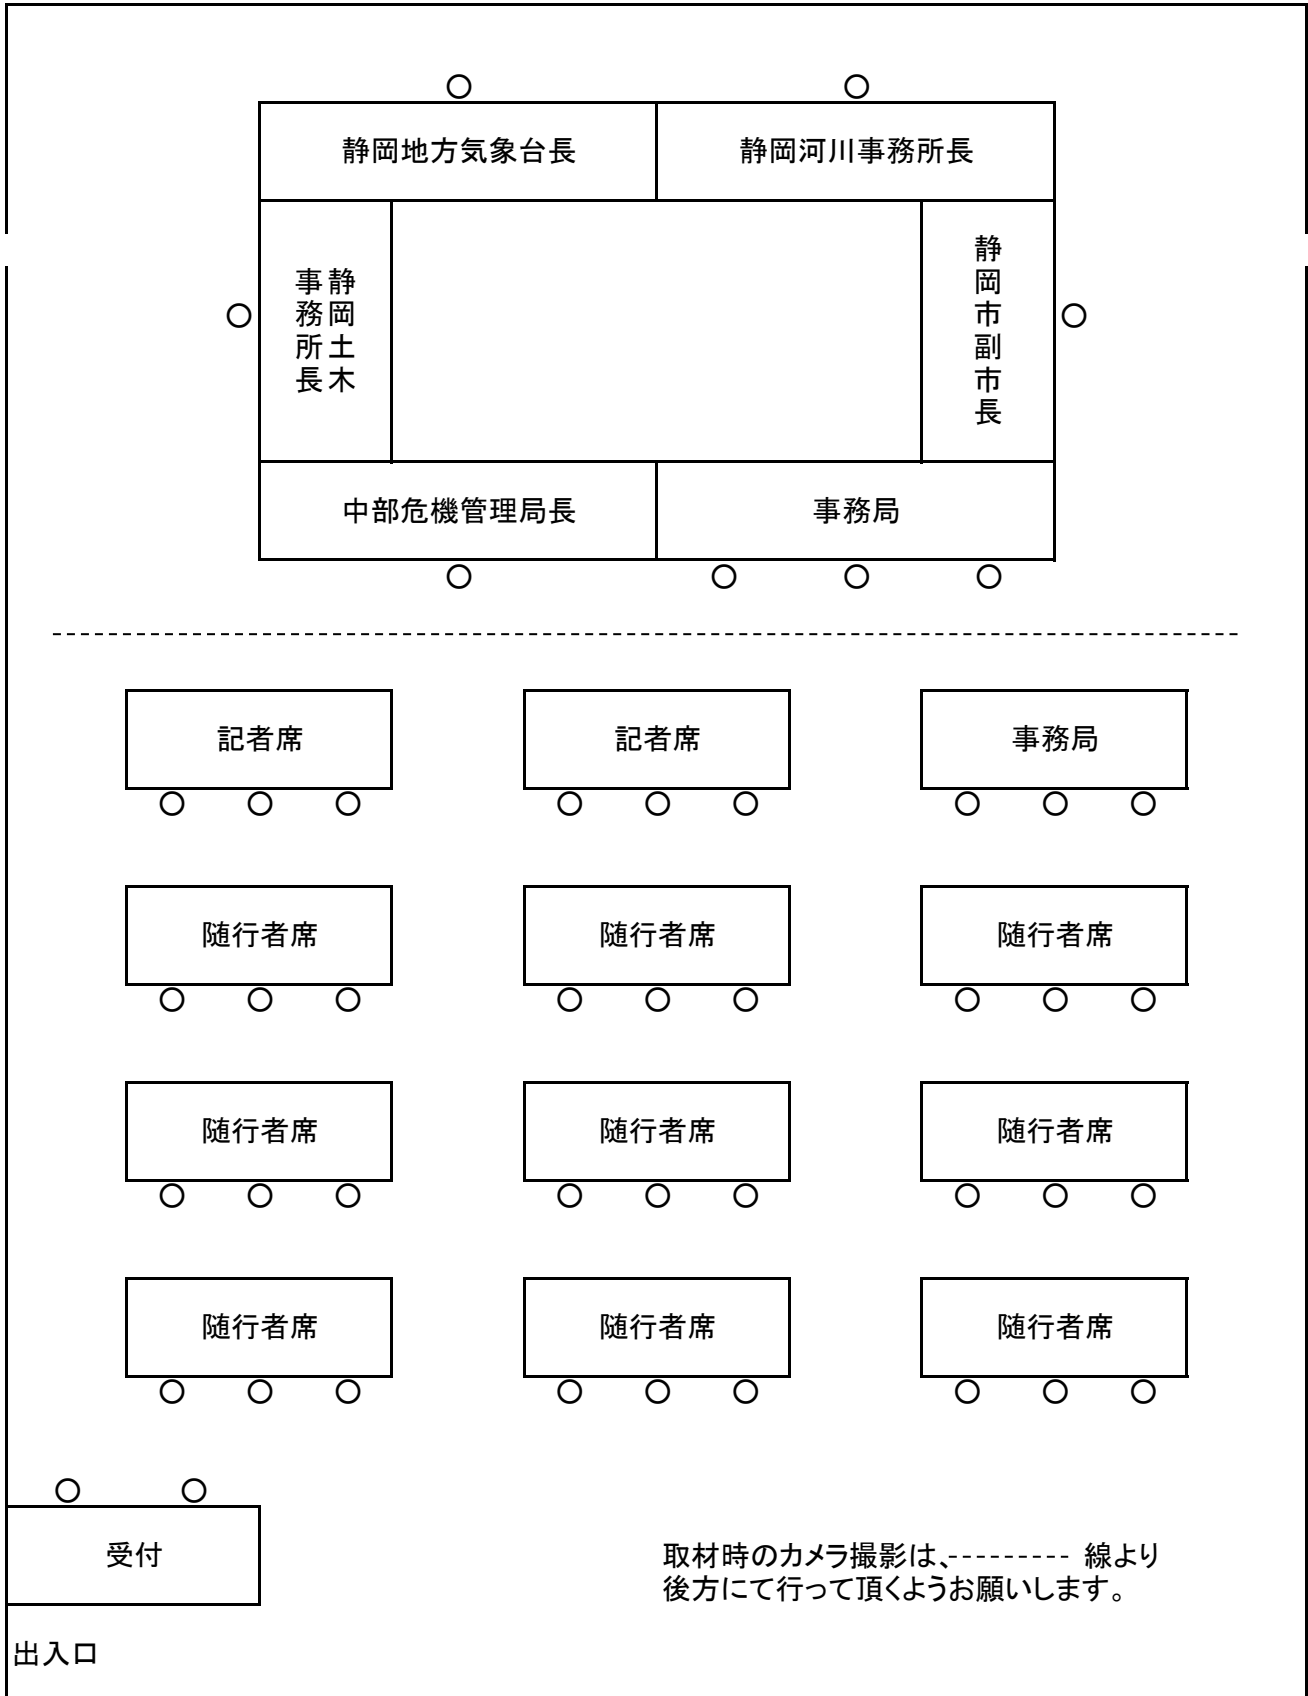 静岡地方気象台長
静岡河川事務所長
静岡土木
事務所長
静岡市副市長
中部危機管理局長
事務局
記者席
記者席
事務局
随行者席
随行者席
随行者席
随行者席
随行者席
随行者席
随行者席
随行者席
随行者席
受付
取材時のカメラ撮影は、--------- 線より
後方にて行って頂くようお願いします。
出入口